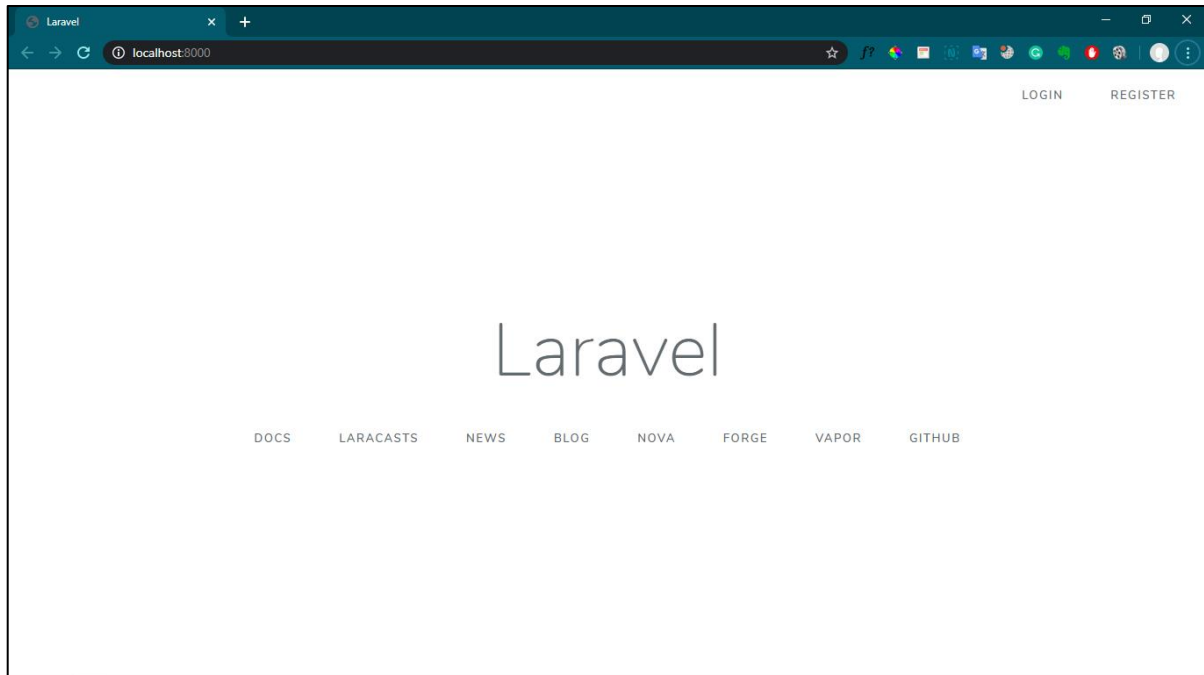 Laravel
localhost:8000
LOGIN REGISTER
Laravel
DOCS LARACASTS NEWS BLOG NOVA FORGE VAPOR GITHUB